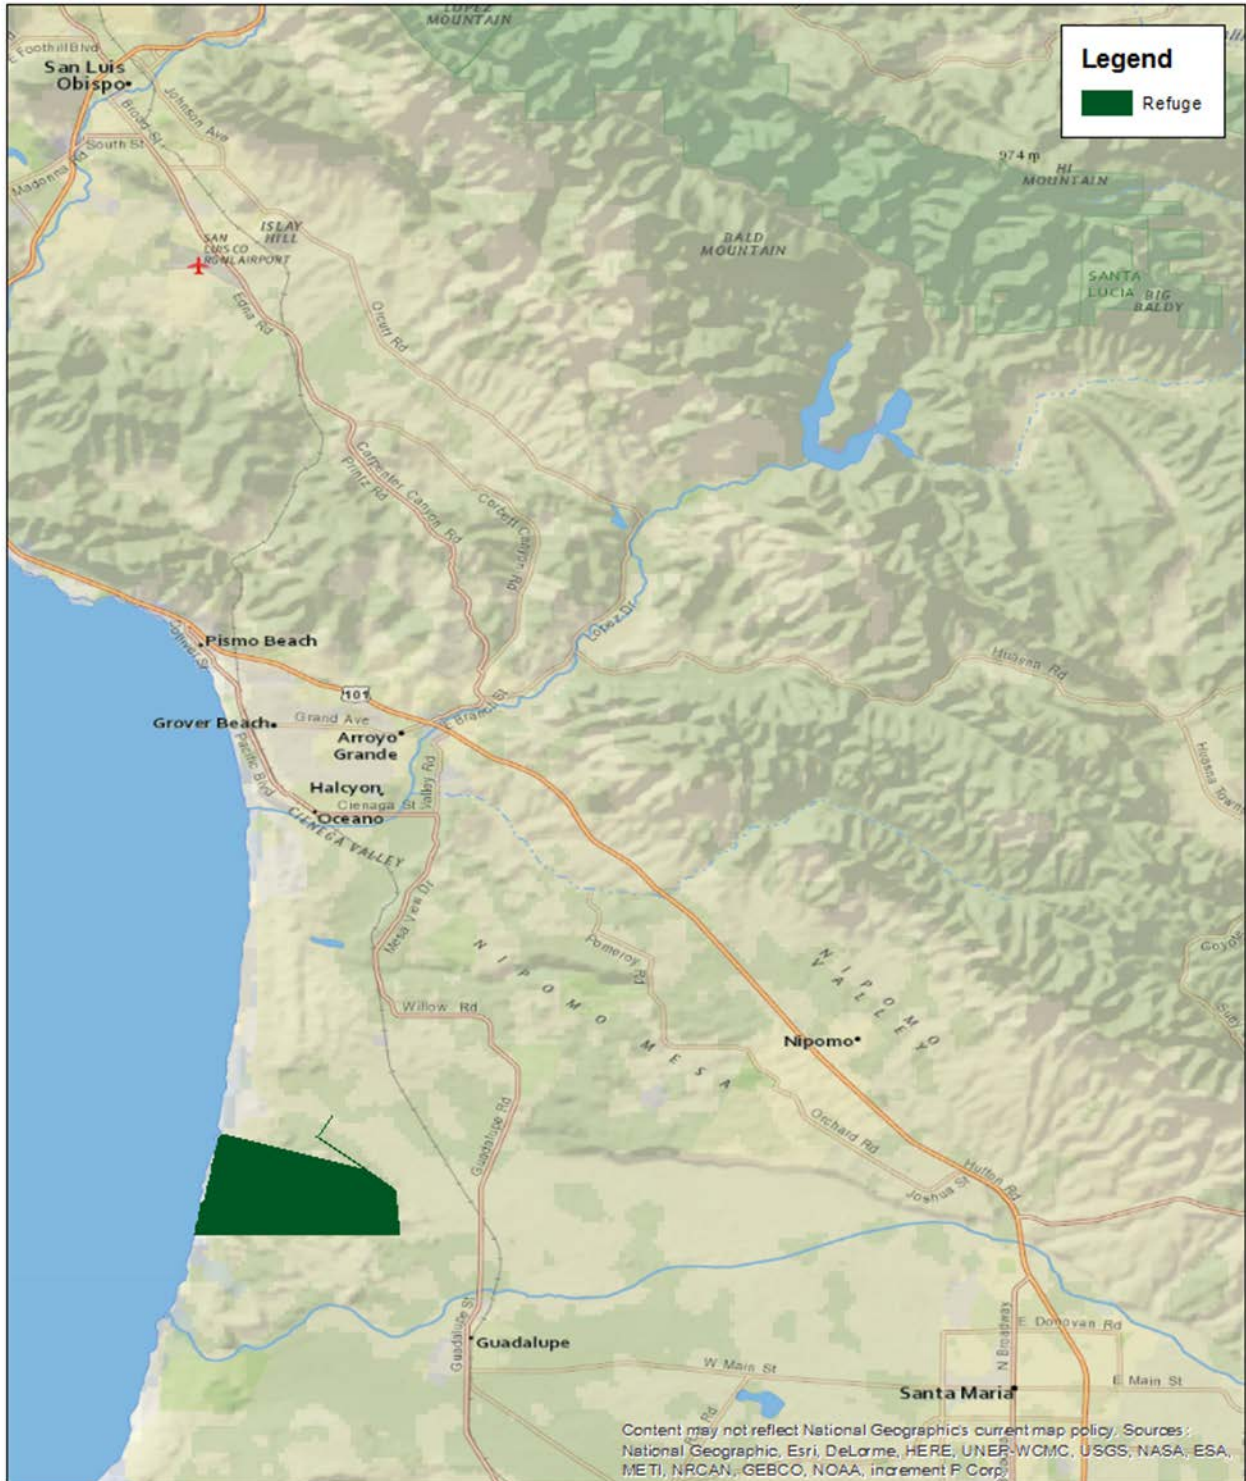 LOPEZ
MOUNTAIN
E Foothill Blvd
San Luis
Obispo
Johnson Ave
Broad St
South St
Madonna Rd
Legend
Refuge
974 m
HI
MOUNTAIN
ISLAY
HILL
BALD
MOUNTAIN
SAN
LUIS CO
RGNL AIRPORT
SANTA
LUCIA
BIG
BALDY
Edna Rd
Orcutt Rd
Carpenter Canyon Rd
Printz Rd
Corbett Canyon Rd
Lopez Dr
Pismo Beach
Huasna Rd
101
E Branch St
Grover Beach
Grand Ave
Arroyo
Grande
Pacific Blvd
Valley Rd
Huasna Town
Halcyon
Cienaga St
Oceano
CIENEGA VALLEY
Mesa View Dr
Pomeroy Rd
NIPOMO
VALLEY
NIPOMO MESA
Willow Rd
Nipomo
Guadalupe Rd
Orchard Rd
Hutton Rd
Joshua St
Guadalupe St
Guadalupe
N Broadway
E Donovan Rd
W Main St
E Main St
Santa Maria
Content may not reflect National Geographic's current map policy. Sources:
National Geographic, Esri, DeLorme, HERE, UNEP-WCMC, USGS, NASA, ESA,
METI, NRCAN, GEBCO, NOAA, increment P Corp.